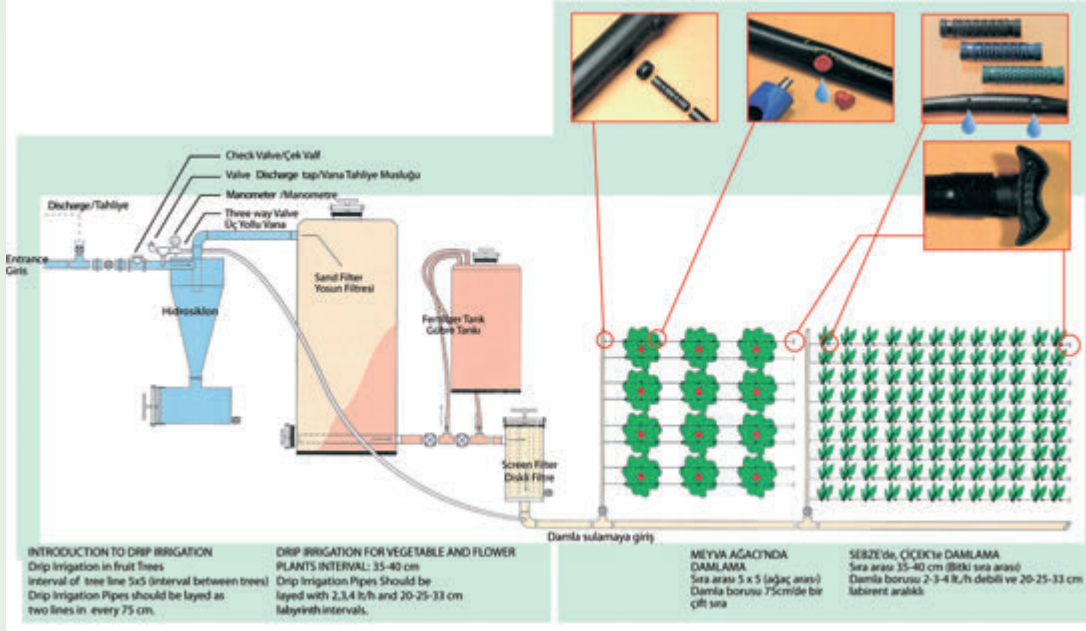 Check Valve/Çek Valf
Valve Discharge tap/Vana Tahliye Musluğu
Manometer /Manometre
Three way Valve
Üç Yollu Vana
Discharge/Tahliye
Entrance
Giris
Hidrosiklon
Sand Filter
Yosun Filtresi
Fertilizer Tank
Gübre Tankı
Screen Filter
Diskli Filtre
Damla sulamaya giriş
INTRODUCTION TO DRIP IRRIGATION
Drip Irrigation in fruit Trees
interval of tree line 5x5 (interval between trees)
Drip Irrigation Pipes should be layed as
two lines in every 75 cm.
DRIP IRRIGATION FOR VEGETABLE AND FLOWER
PLANTS INTERVAL: 35-40 cm
Drip Irrigation Pipes Should be
layed with 2,3,4 lt/h and 20-25-33 cm
labyrinth intervals.
MEYVA AĞACI'NDA
DAMLAMA
Sıra arası 5 x 5 (ağaç arası)
Damla borusu 75cm'de bir
çift sıra
SEBZE'de, ÇİÇEK'te DAMLAMA
Sıra arası 35-40 cm (Bitki sıra arası)
Damla borusu 2-3-4 lt./h debili ve 20-25-33 cm
labirent aralıklı